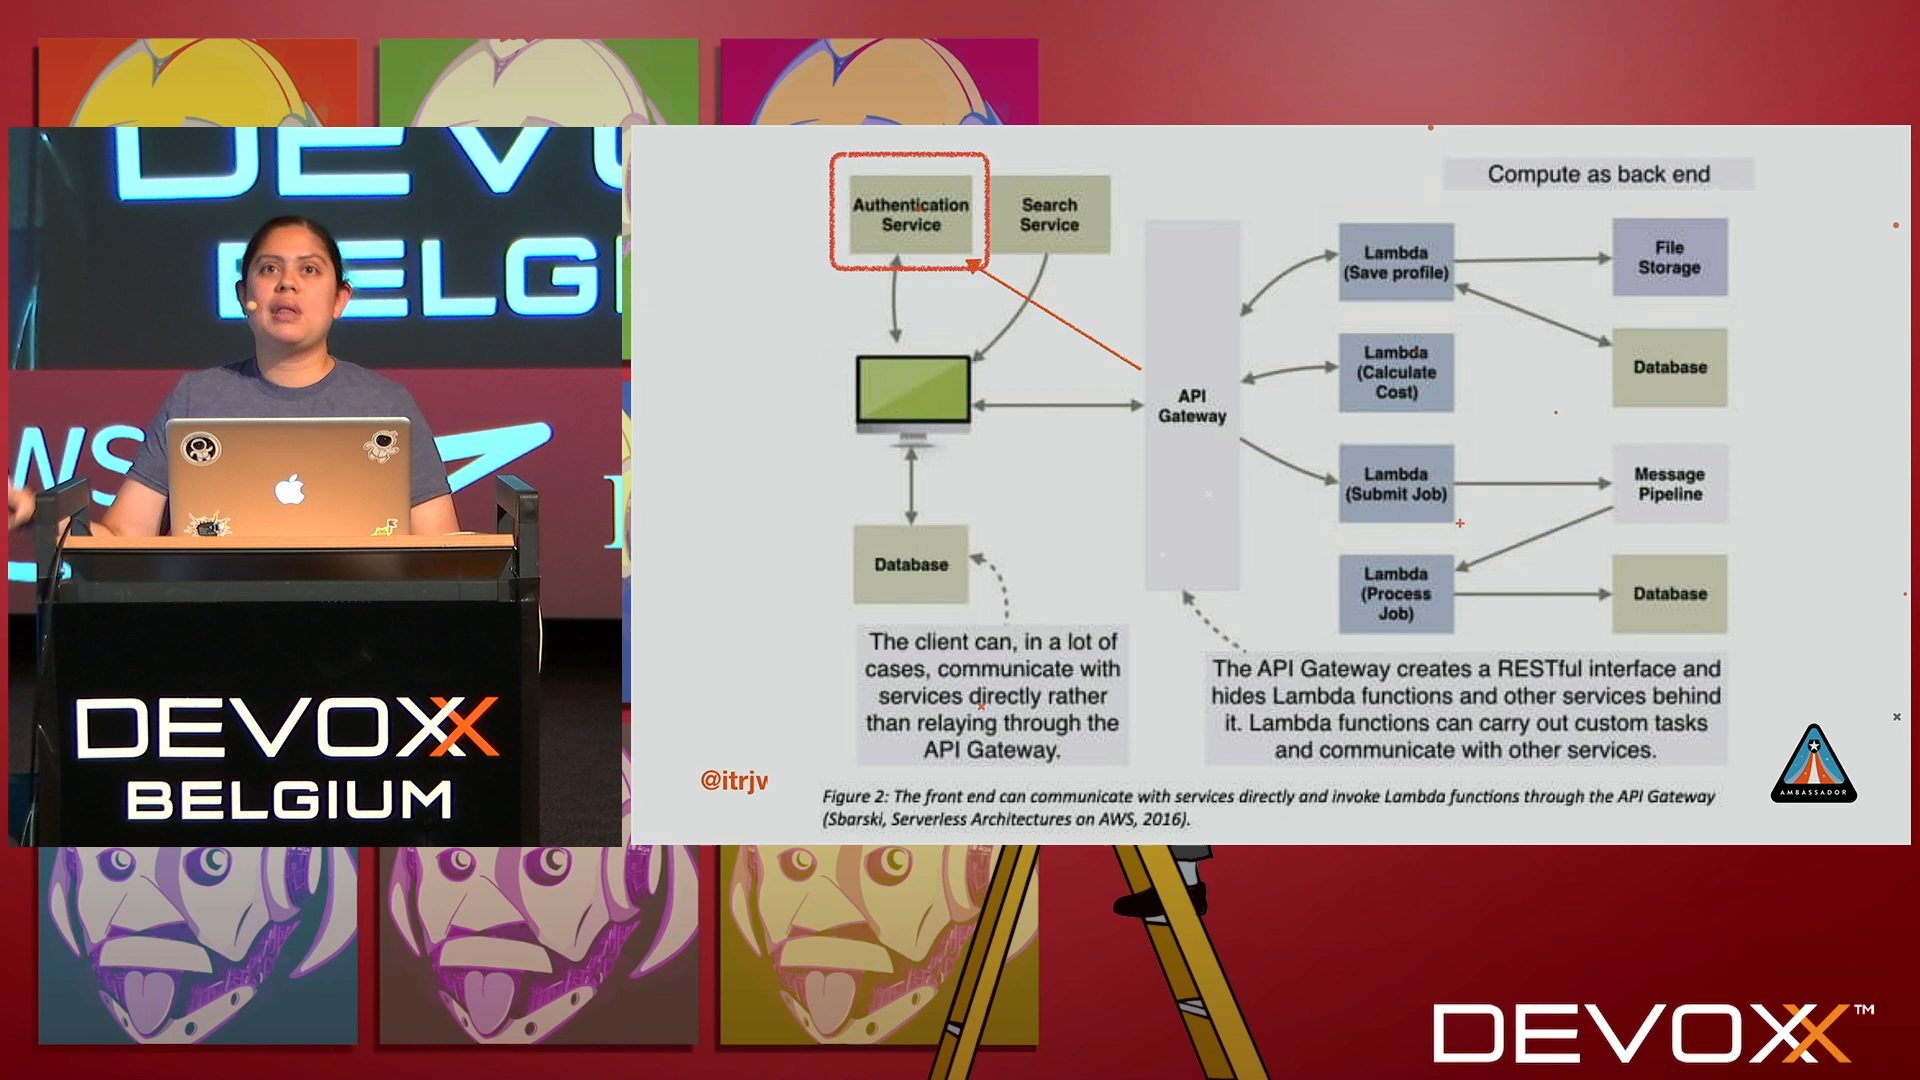 DEVO
BELG
WS
DEVOXX
BELGIUM
Compute as back end
Authentication
Service
Search
Service
API
Gateway
Lambda
(Save profile)
File
Storage
Lambda
(Calculate
Cost)
Database
Lambda
(Submit Job)
Message
Pipeline
Lambda
(Process
Job)
Database
Database
The client can, in a lot of
cases, communicate with
services directly rather
than relaying through the
API Gateway.
The API Gateway creates a RESTful interface and
hides Lambda functions and other services behind
it. Lambda functions can carry out custom tasks
and communicate with other services.
@itrjv
AMBASSADOR
Figure 2: The front end can communicate with services directly and invoke Lambda functions through the API Gateway
(Sbarski, Serverless Architectures on AWS, 2016).
DEVOXX™